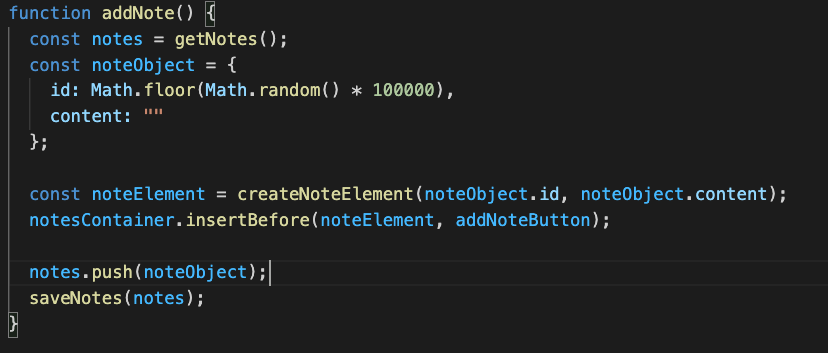 function addNote() {
  const notes = getNotes();
  const noteObject = {
    id: Math.floor(Math.random() * 100000),
    content: ""
  };

  const noteElement = createNoteElement(noteObject.id, noteObject.content);
  notesContainer.insertBefore(noteElement, addNoteButton);

  notes.push(noteObject);
  saveNotes(notes);
}